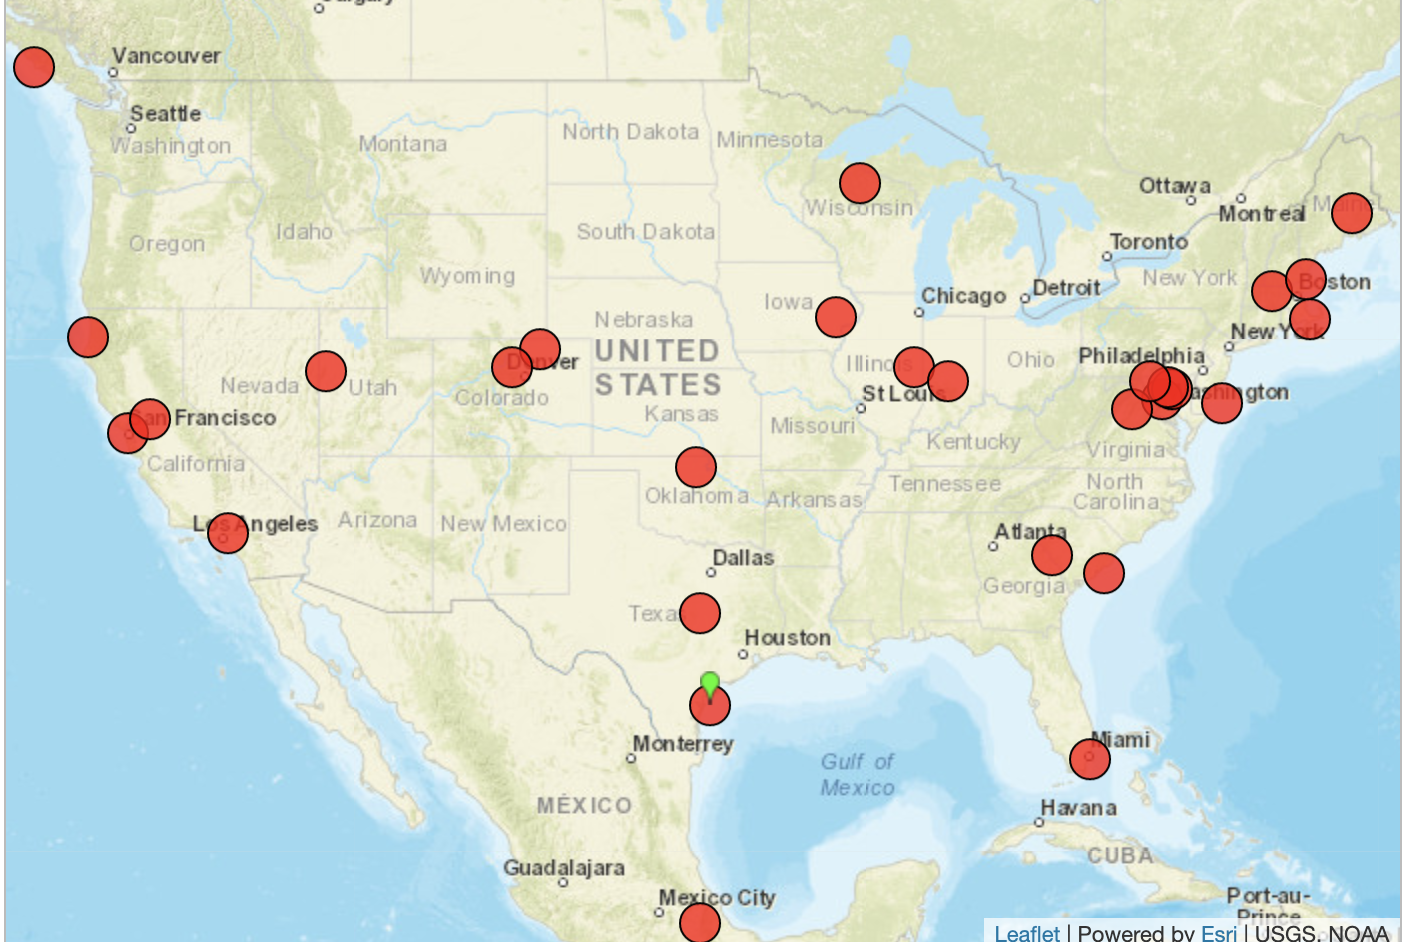 Vancouver
Seattle
Washington
Montana
North Dakota
Minnesota
Ottawa
Montreal
Wisconsin
Oregon
Idaho
South Dakota
Toronto
Wyoming
New York
Iowa
Chicago
Detroit
Boston
Nebraska
New York
UNITED
STATES
Illinois
Ohio
Philadelphia
Denver
Nevada
Utah
Colorado
St Louis
Washington
San Francisco
Kansas
Missouri
Kentucky
Virginia
California
Oklahoma
Arkansas
Tennessee
North
Carolina
Los Angeles
Arizona
New Mexico
Atlanta
Dallas
Georgia
Texas
Houston
Monterrey
Miami
Gulf of
Mexico
MÉXICO
Havana
CUBA
Guadalajara
Mexico City
Port-au-
Prince
Leaflet | Powered by Esri | USGS, NOAA